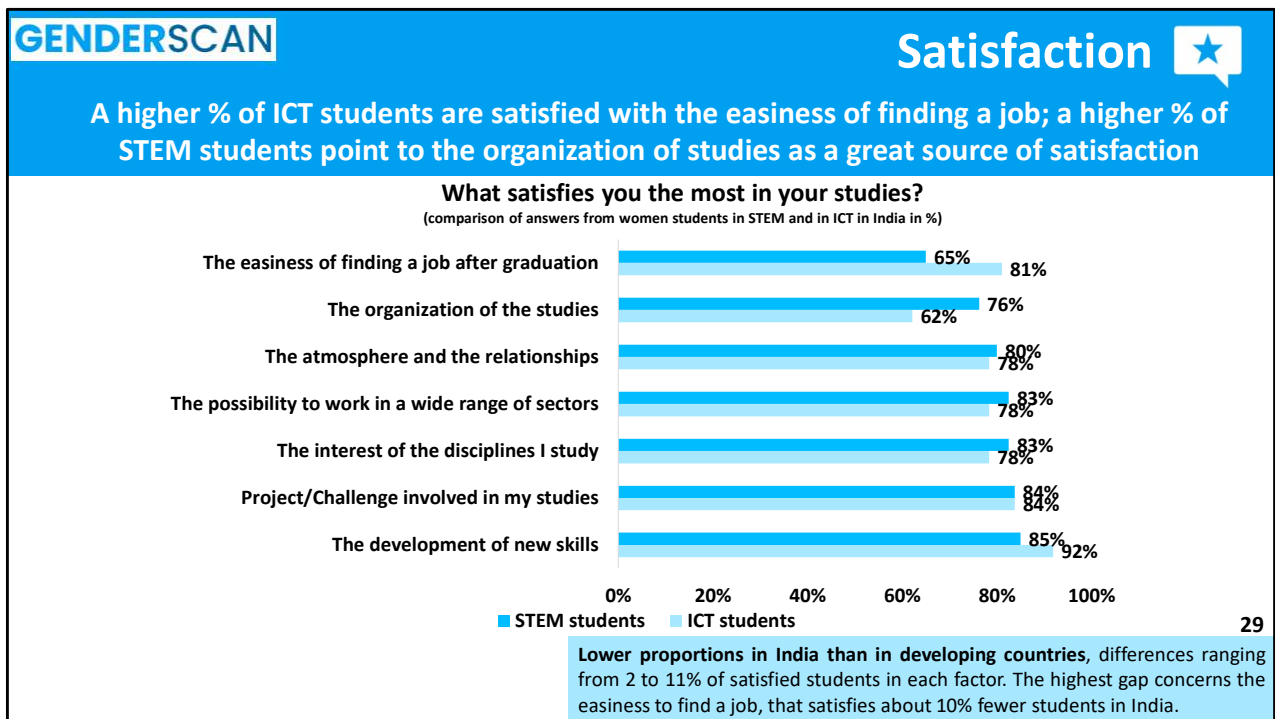 GENDERSCAN
Satisfaction
A higher % of ICT students are satisfied with the easiness of finding a job; a higher % of
STEM students point to the organization of studies as a great source of satisfaction
What satisfies you the most in your studies?
(comparison of answers from women students in STEM and in ICT in India in %)
The easiness of finding a job after graduation
65%
81%
The organization of the studies
76%
62%
The atmosphere and the relationships
80%
78%
The possibility to work in a wide range of sectors
83%
78%
The interest of the disciplines I study
83%
78%
Project/Challenge involved in my studies
84%
84%
The development of new skills
85%
92%
0% 20% 40% 60% 80% 100%
STEM students ICT students
29
Lower proportions in India than in developing countries, differences ranging
from 2 to 11% of satisfied students in each factor. The highest gap concerns the
easiness to find a job, that satisfies about 10% fewer students in India.